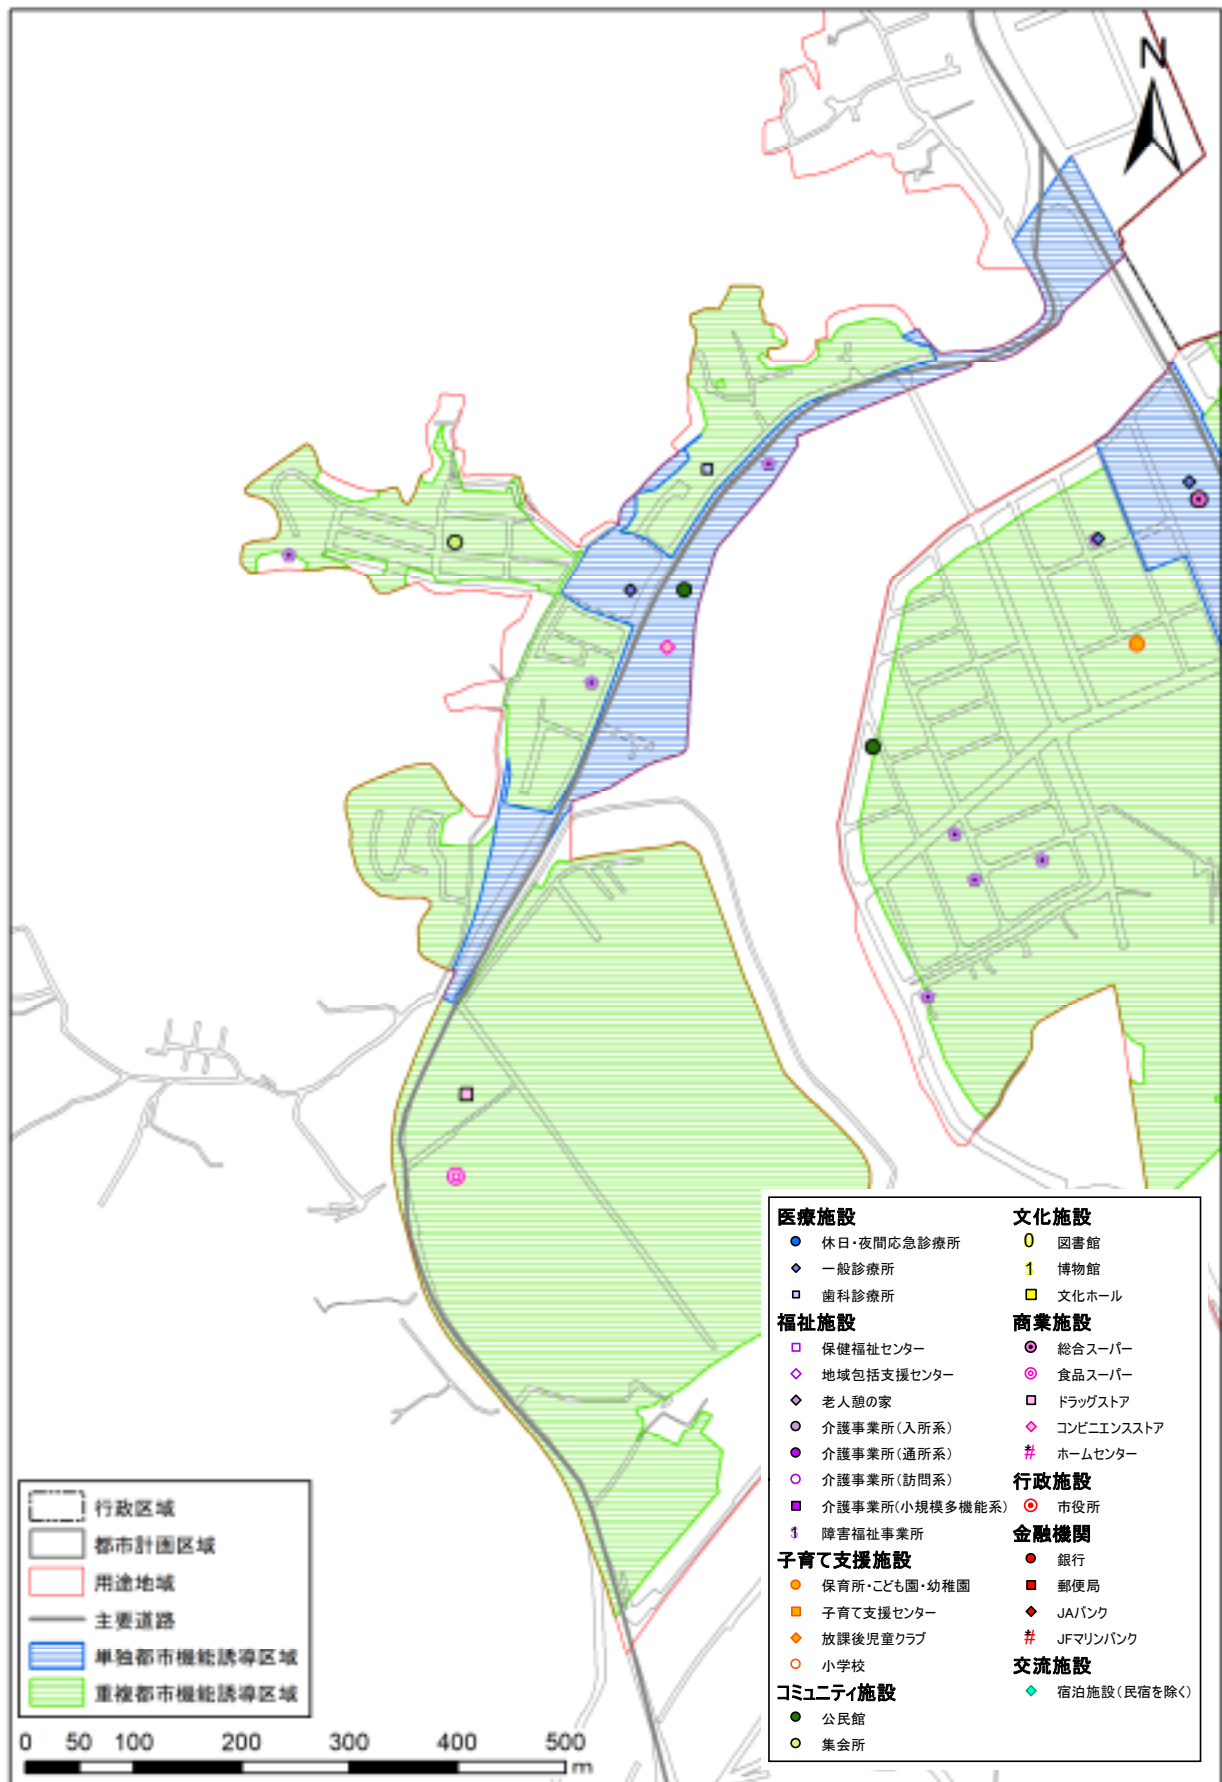 N
医療施設
休日・夜間応急診療所
一般診療所
歯科診療所
福祉施設
保健福祉センター
地域包括支援センター
老人憩の家
介護事業所(入所系)
介護事業所(通所系)
介護事業所(訪問系)
介護事業所(小規模多機能系)
1 障害福祉事業所
子育て支援施設
保育所・こども園・幼稚園
子育て支援センター
放課後児童クラブ
小学校
コミュニティ施設
公民館
集会所
文化施設
0 図書館
1 博物館
文化ホール
商業施設
総合スーパー
食品スーパー
ドラッグストア
コンビニエンスストア
# ホームセンター
行政施設
市役所
金融機関
銀行
郵便局
JAバンク
# JFマリンバンク
交流施設
宿泊施設(民宿を除く)
行政区域
都市計画区域
用途地域
主要道路
単独都市機能誘導区域
重複都市機能誘導区域
0 50 100 200 300 400 500
m